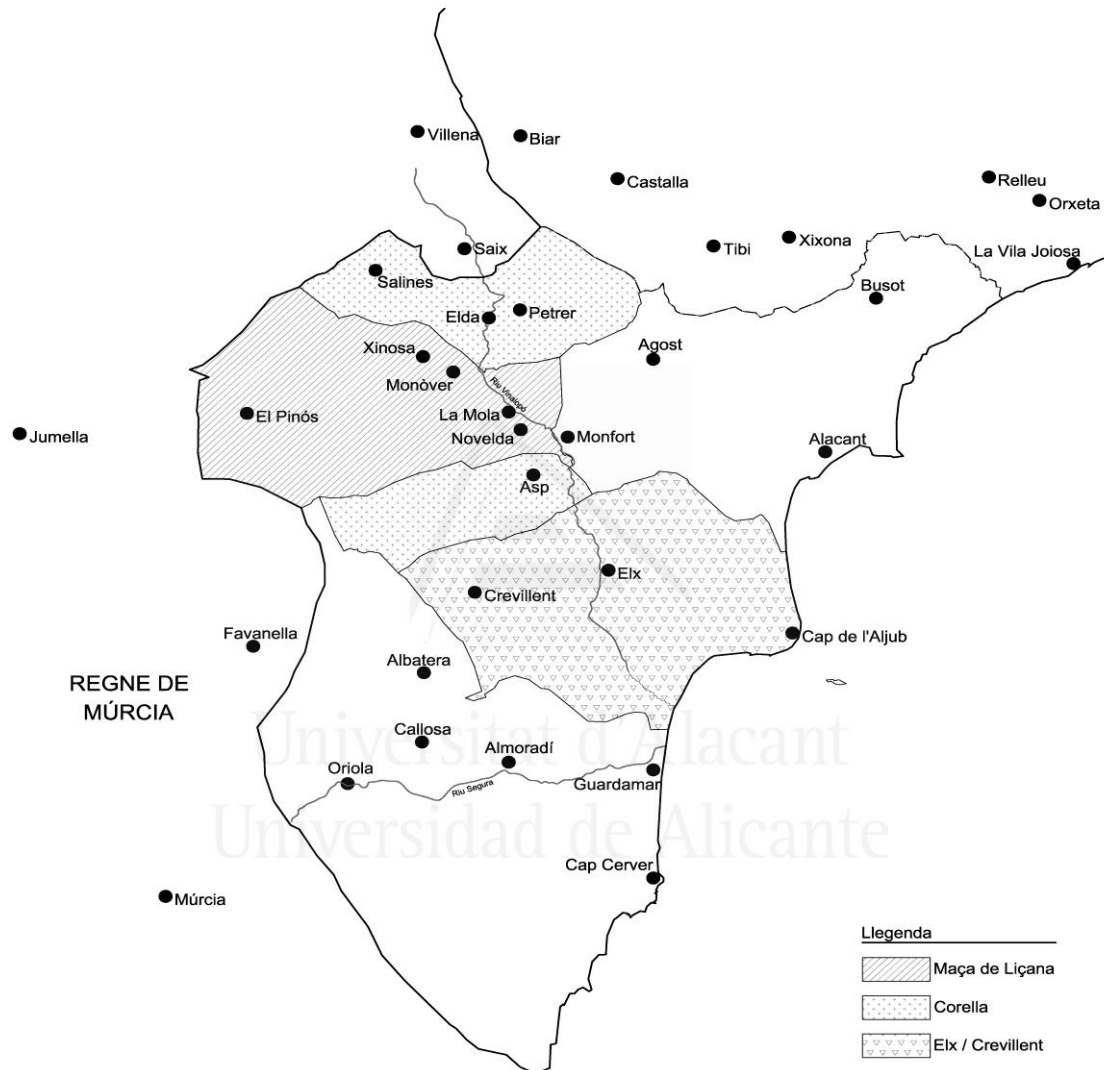 Villena
Biar
Castalla
Relleu
Orxeta
Saix
Tibi
Xixona
La Vila Joiosa
Salines
Busot
Elda
Petrer
Xinosa
Agost
Monòver
Riu Vinalopó
El Pinós
La Mola
Jumella
Novelda
Monfort
Alacant
Asp
Elx
Crevillent
Favanella
Cap de l'Aljub
Albatera
REGNE DE
MÚRCIA
Callosa
Universitat d'Alacant
Almoradí
Oriola
Riu Segura
Guardamar
Universidad de Alicante
Cap Cerver
Múrcia
Llegenda
Maça de Liçana
Corella
Elx / Crevillent